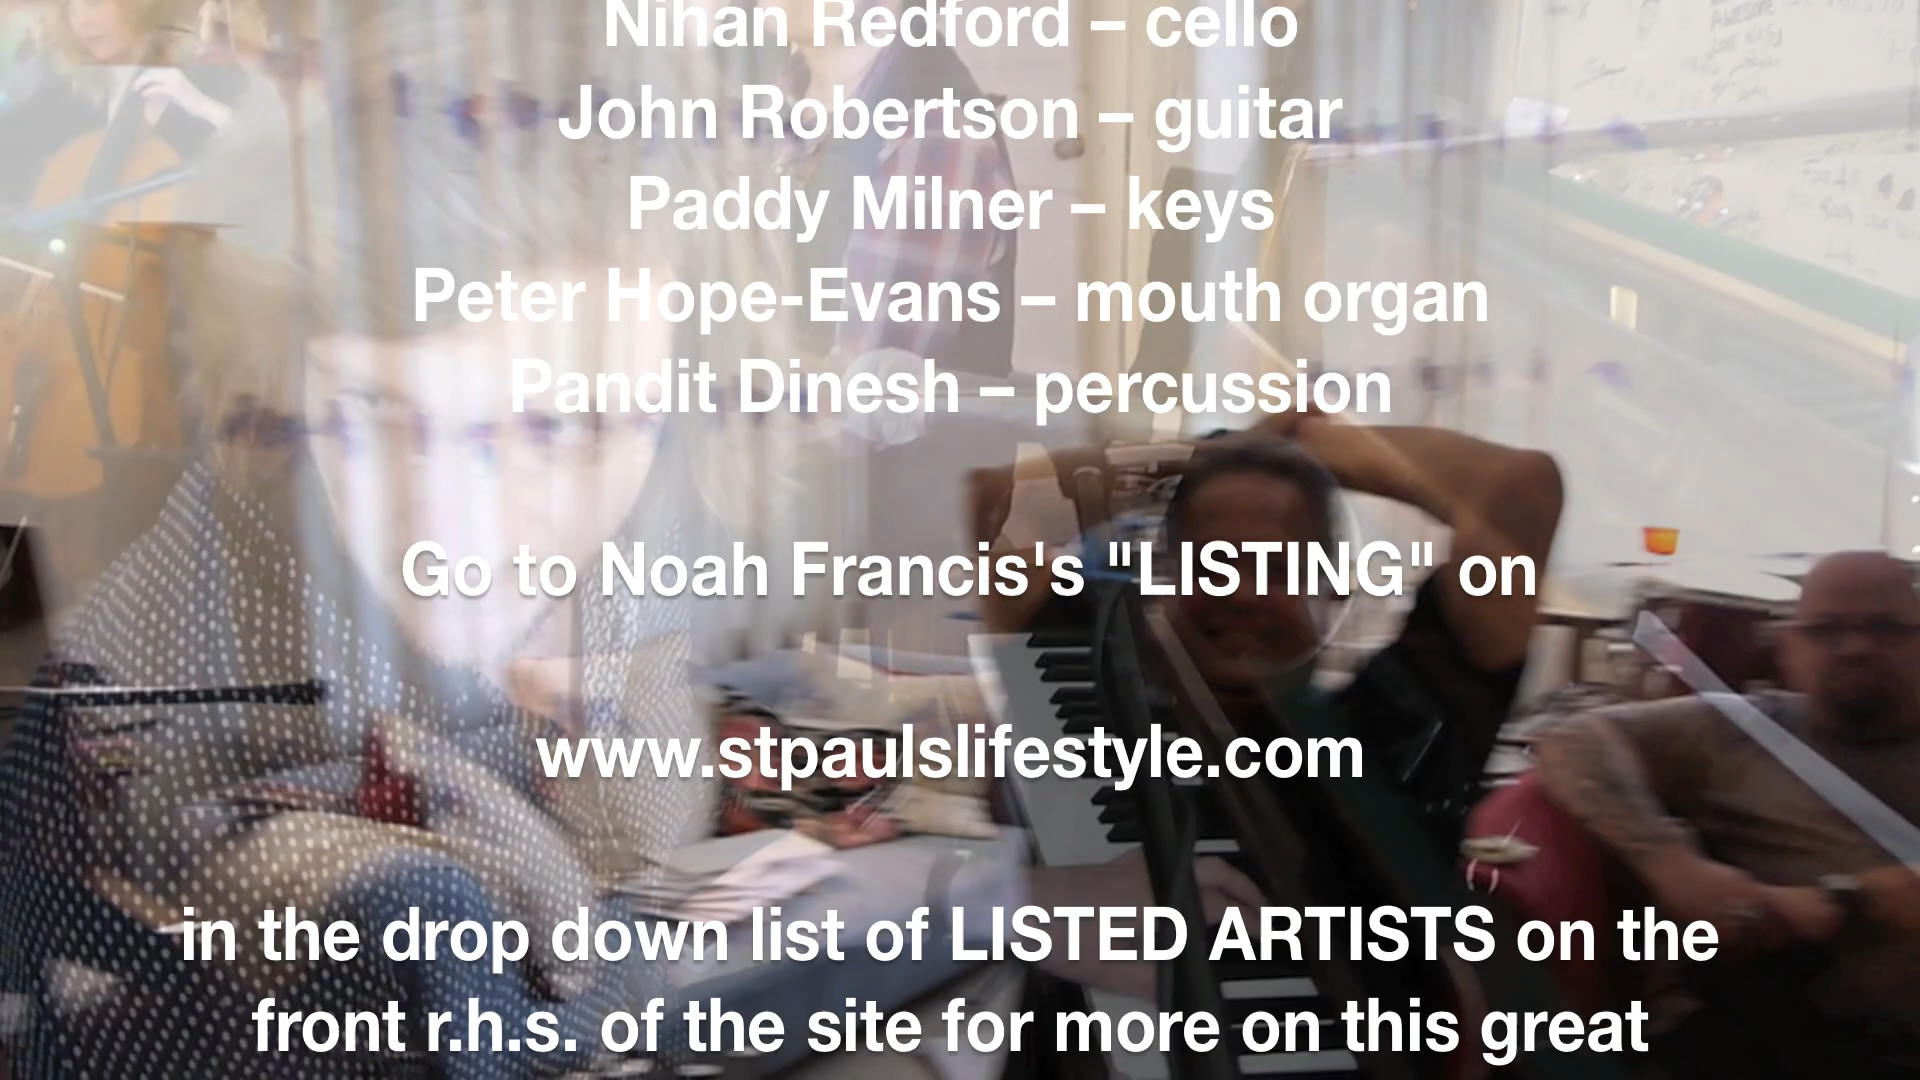 Nihan Redford – cello
John Robertson – guitar
Paddy Milner – keys
Peter Hope-Evans – mouth organ
Pandit Dinesh – percussion
Go to Noah Francis's "LISTING" on
www.stpaulslifestyle.com
in the drop down list of LISTED ARTISTS on the
front r.h.s. of the site for more on this great